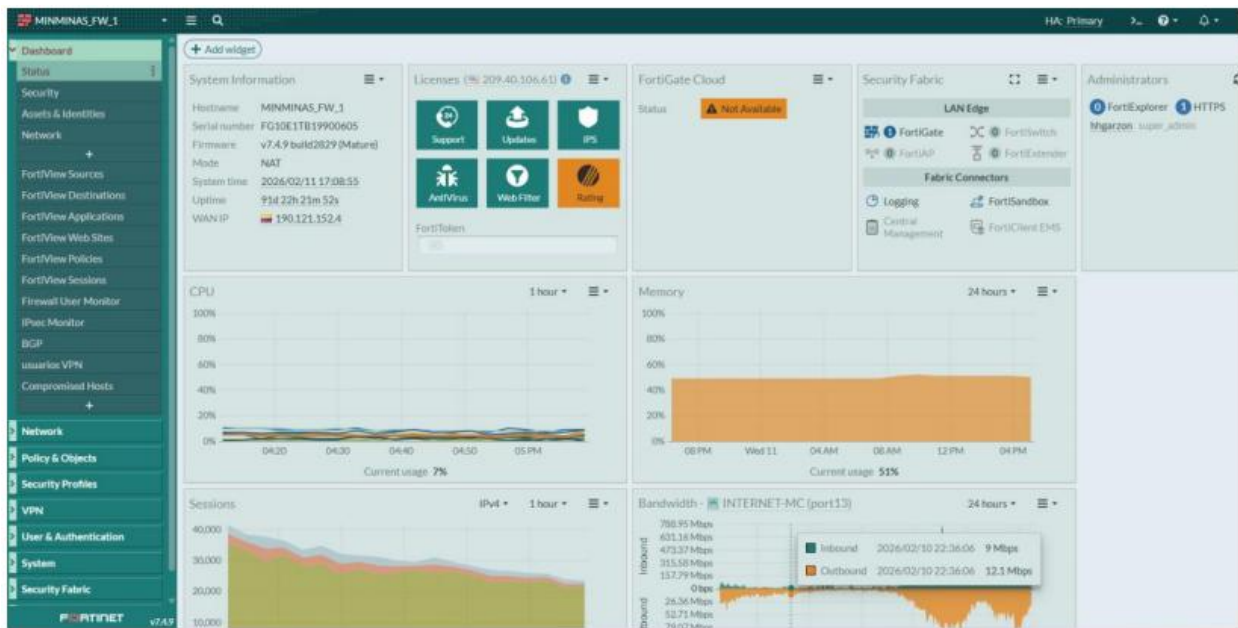 MINMINAS_FW_1
HA: Primary >_
Dashboard
Status
Security
Assets & Identities
Network
+
FortiView Sources
FortiView Destinations
FortiView Applications
FortiView Web Sites
FortiView Policies
FortiView Sessions
Firewall User Monitor
IPsec Monitor
BGP
usuarios VPN
Compromised Hosts
+
Network
Policy & Objects
Security Profiles
VPN
User & Authentication
System
Security Fabric
FORTINET v7.4.9
+ Add widget
System Information
Hostname MINMINAS_FW_1
Serial number FG10E1TB19900605
Firmware v7.4.9 build2829 (Mature)
Mode NAT
System time 2026/02/11 17:08:55
Uptime 91d 22h 21m 52s
WAN IP 190.121.152.4
Licenses (209.40.106.61)
Support Updates IPS
AntiVirus Web Filter Rating
FortiToken
FortiGate Cloud
Status Not Available
Security Fabric
LAN Edge
1 FortiGate 0 FortiSwitch
0 FortiAP 0 FortiExtender
Fabric Connectors
Logging FortiSandbox
Central Management FortiClient EMS
Administrators
0 FortiExplorer 1 HTTPS
hhgarzon super_admin
CPU 1 hour
100%
80%
60%
40%
20%
0%
04:20 04:30 04:40 04:50 05 PM
Current usage 7%
Memory 24 hours
100%
80%
60%
40%
20%
0%
08 PM Wed 11 04 AM 08 AM 12 PM 04 PM
Current usage 51%
Sessions IPv4 1 hour
40,000
30,000
20,000
10,000
Bandwidth - INTERNET-MC (port13) 24 hours
Inbound
788.95 Mbps
631.16 Mbps
473.37 Mbps
315.58 Mbps
157.79 Mbps
0 bps
26.36 Mbps
52.71 Mbps
79.07 Mbps
Inbound 2026/02/10 22:36:06 9 Mbps
Outbound 2026/02/10 22:36:06 12.1 Mbps